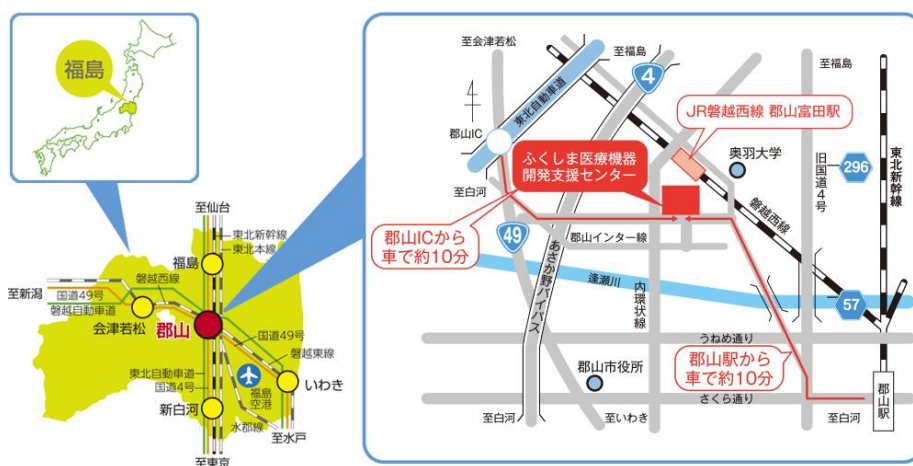 福島
至仙台
東北新幹線
東北本線
福島
磐越西線
至新潟
国道49号
磐越自動車道
会津若松
郡山
国道49号
磐越東線
東北自動車道
国道4号
福島
空港
いわき
新白河
水郡線
至水戸
至東京
至会津若松
東北自動車道
至福島
4
至福島
JR磐越西線 郡山富田駅
郡山IC
ふくしま医療機器
開発支援センター
奥羽大学
旧国道4号
296
東北新幹線
至白河
磐越西線
郡山ICから
車で約10分
49
郡山インター線
あさか野バイパス
内環状線
逢瀬川
57
うねめ通り
郡山市役所
郡山駅から
車で約10分
さくら通り
郡山駅
至白河
至いわき
至白河